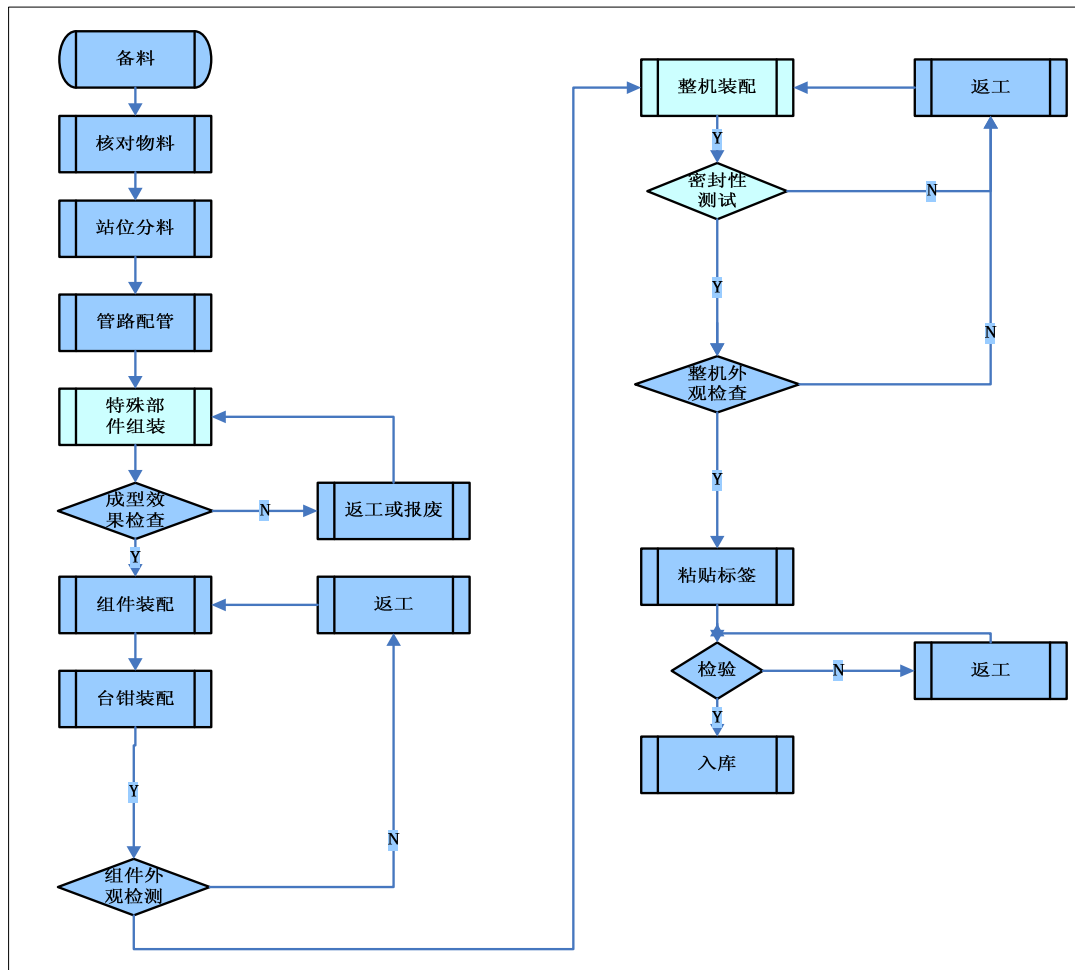 备料
核对物料
站位分料
管路配管
特殊部
件组装
成型效
果检查
N
返工或报废
Y
组件装配
返工
台钳装配
Y
N
组件外
观检测
整机装配
返工
Y
密封性
测试
N
Y
N
整机外
观检查
Y
粘贴标签
检验
N
返工
Y
入库